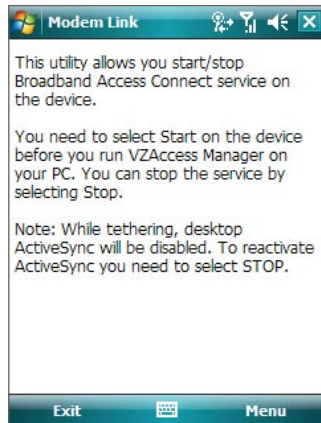 Modem Link
This utility allows you start/stop
Broadband Access Connect service on
the device.
You need to select Start on the device
before you run VZAccess Manager on
your PC. You can stop the service by
selecting Stop.
Note: While tethering, desktop
ActiveSync will be disabled. To reactivate
ActiveSync you need to select STOP.
Exit
Menu